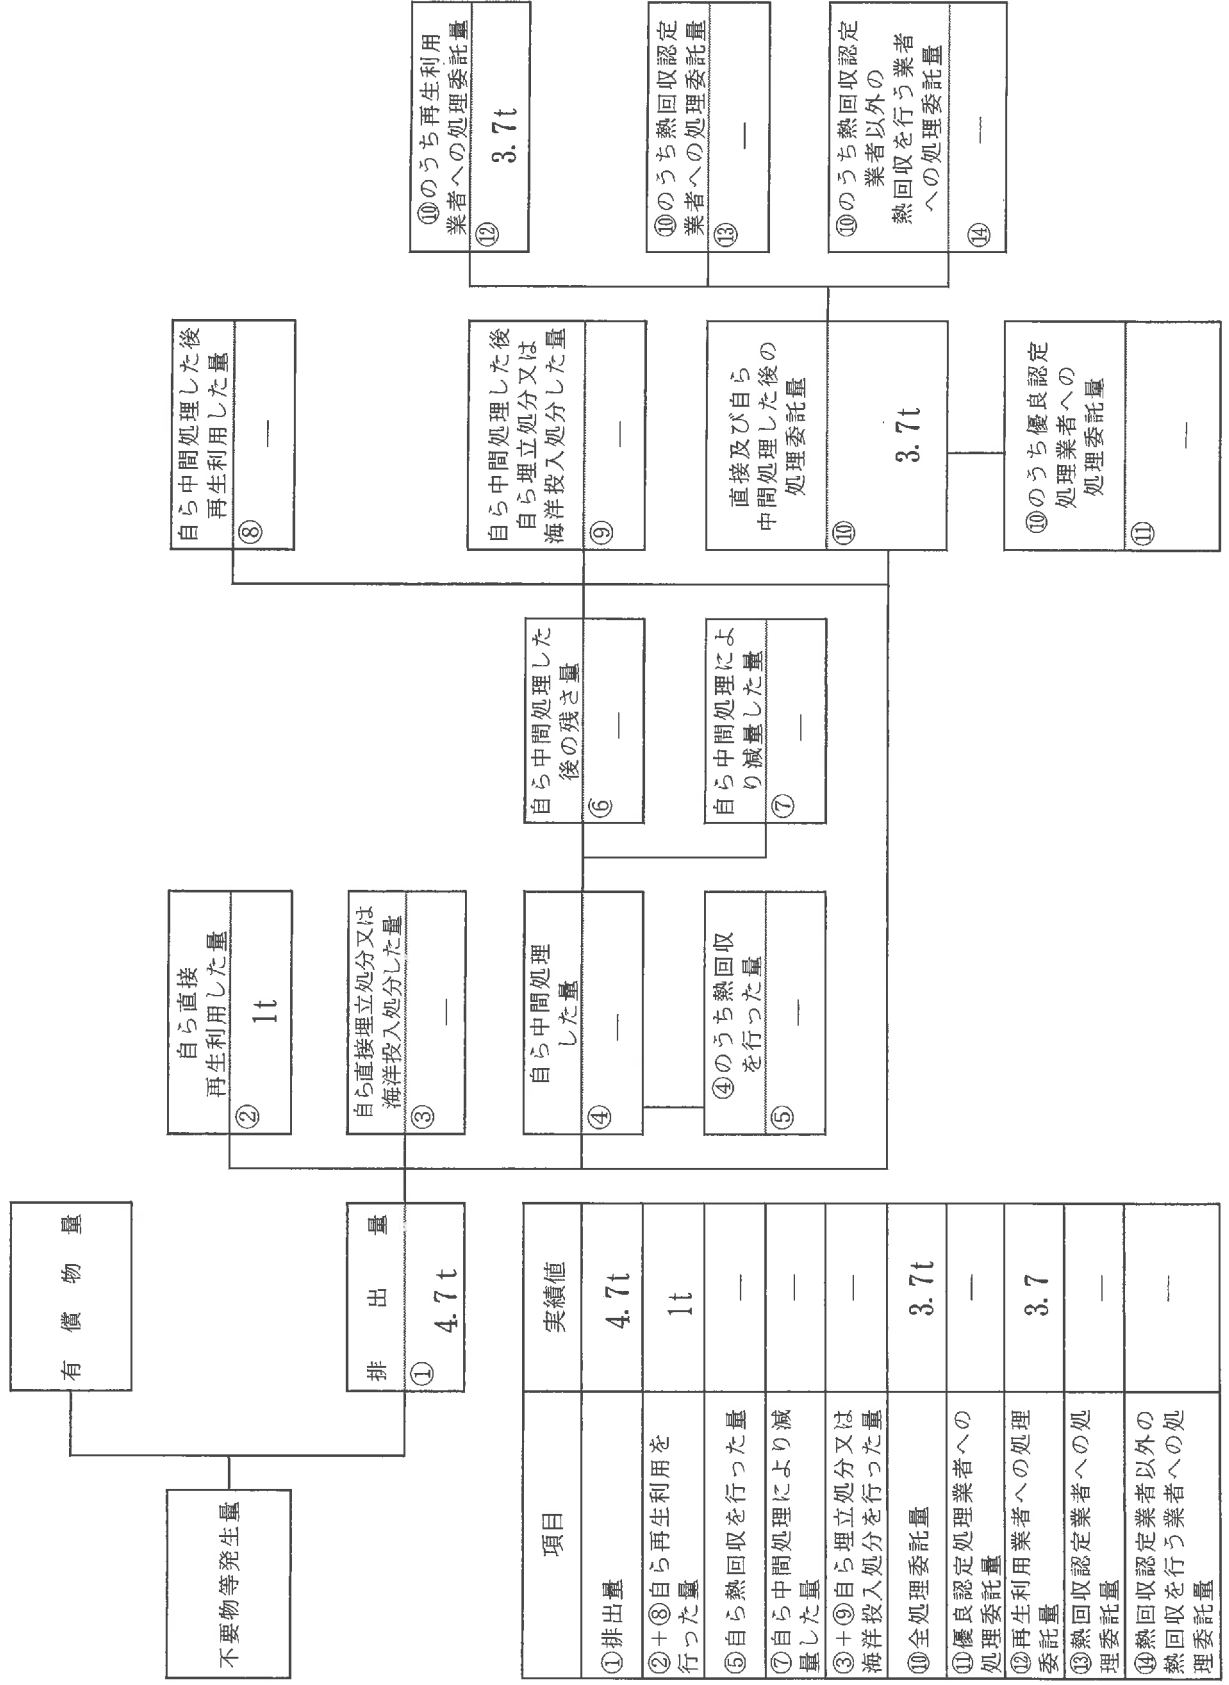 不要物等発生量
有償物量
排出量
①
4.7t
自ら直接
再生利用した量
②
1t
自ら直接埋立処分又は
海洋投入処分した量
③
—
自ら中間処理
した量
④
—
④のうち熱回収
を行った量
⑤
—
自ら中間処理した
後の残さ量
⑥
—
自ら中間処理によ
り減量した量
⑦
—
自ら中間処理した後
再生利用した量
⑧
—
自ら中間処理した後
自ら埋立処分又は
海洋投入処分した量
⑨
—
直接及び自ら
中間処理した後の
処理委託量
⑩
3.7t
⑩のうち優良認定
処理業者への
処理委託量
⑪
—
⑩のうち再生利用
業者への処理委託量
⑫
3.7t
⑩のうち熱回収認定
業者への処理委託量
⑬
—
⑩のうち熱回収認定
業者以外の
熱回収を行う業者
への処理委託量
⑭
—
項目 実績値
①排出量 4.7t
②+⑧自ら再生利用を
行った量 1t
⑤自ら熱回収を行った量 —
⑦自ら中間処理により減
量した量 —
③+⑨自ら埋立処分又は
海洋投入処分を行った量 —
⑩全処理委託量 3.7t
⑪優良認定処理業者への
処理委託量 —
⑫再生利用業者への処理
委託量 3.7
⑬熱回収認定業者への処
理委託量 —
⑭熱回収認定業者以外の
熱回収を行う業者への処
理委託量 —